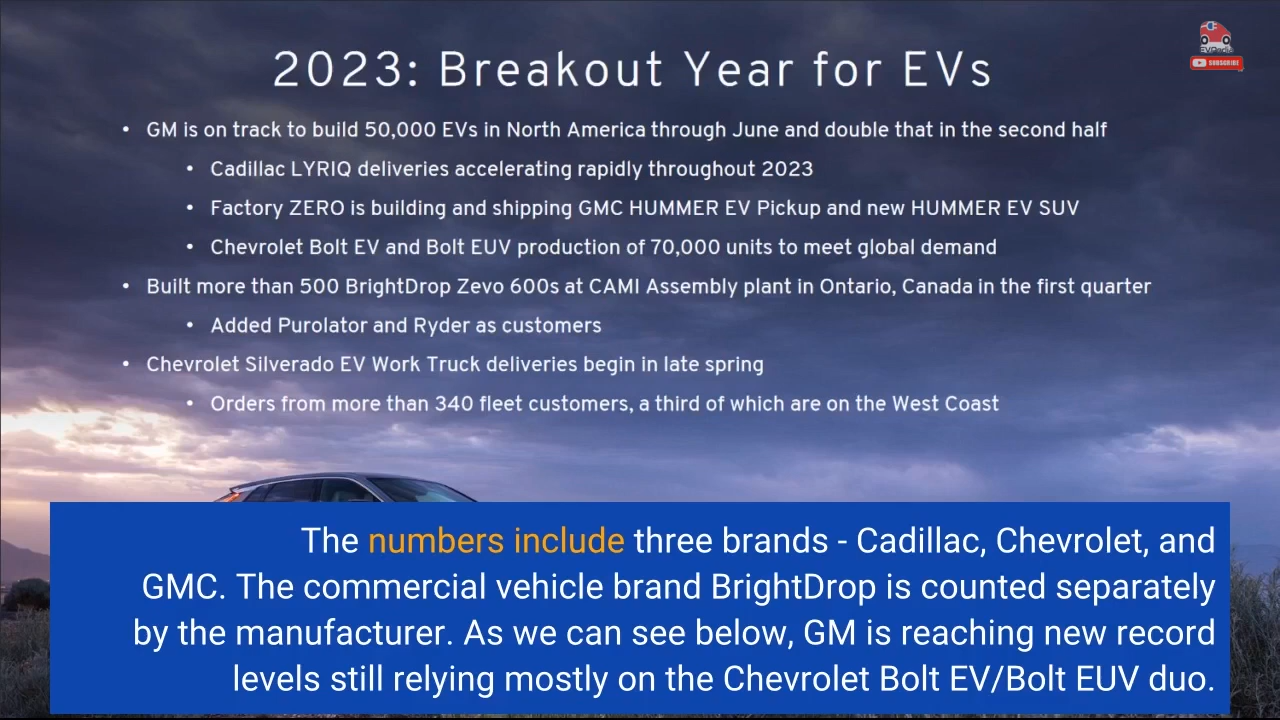 EVPedia
SUBSCRIBE
2023: Breakout Year for EVs
• GM is on track to build 50,000 EVs in North America through June and double that in the second half
• Cadillac LYRIQ deliveries accelerating rapidly throughout 2023
• Factory ZERO is building and shipping GMC HUMMER EV Pickup and new HUMMER EV SUV
• Chevrolet Bolt EV and Bolt EUV production of 70,000 units to meet global demand
• Built more than 500 BrightDrop Zevo 600s at CAMI Assembly plant in Ontario, Canada in the first quarter
• Added Purolator and Ryder as customers
• Chevrolet Silverado EV Work Truck deliveries begin in late spring
• Orders from more than 340 fleet customers, a third of which are on the West Coast
The numbers include three brands - Cadillac, Chevrolet, and
GMC. The commercial vehicle brand BrightDrop is counted separately
by the manufacturer. As we can see below, GM is reaching new record
levels still relying mostly on the Chevrolet Bolt EV/Bolt EUV duo.